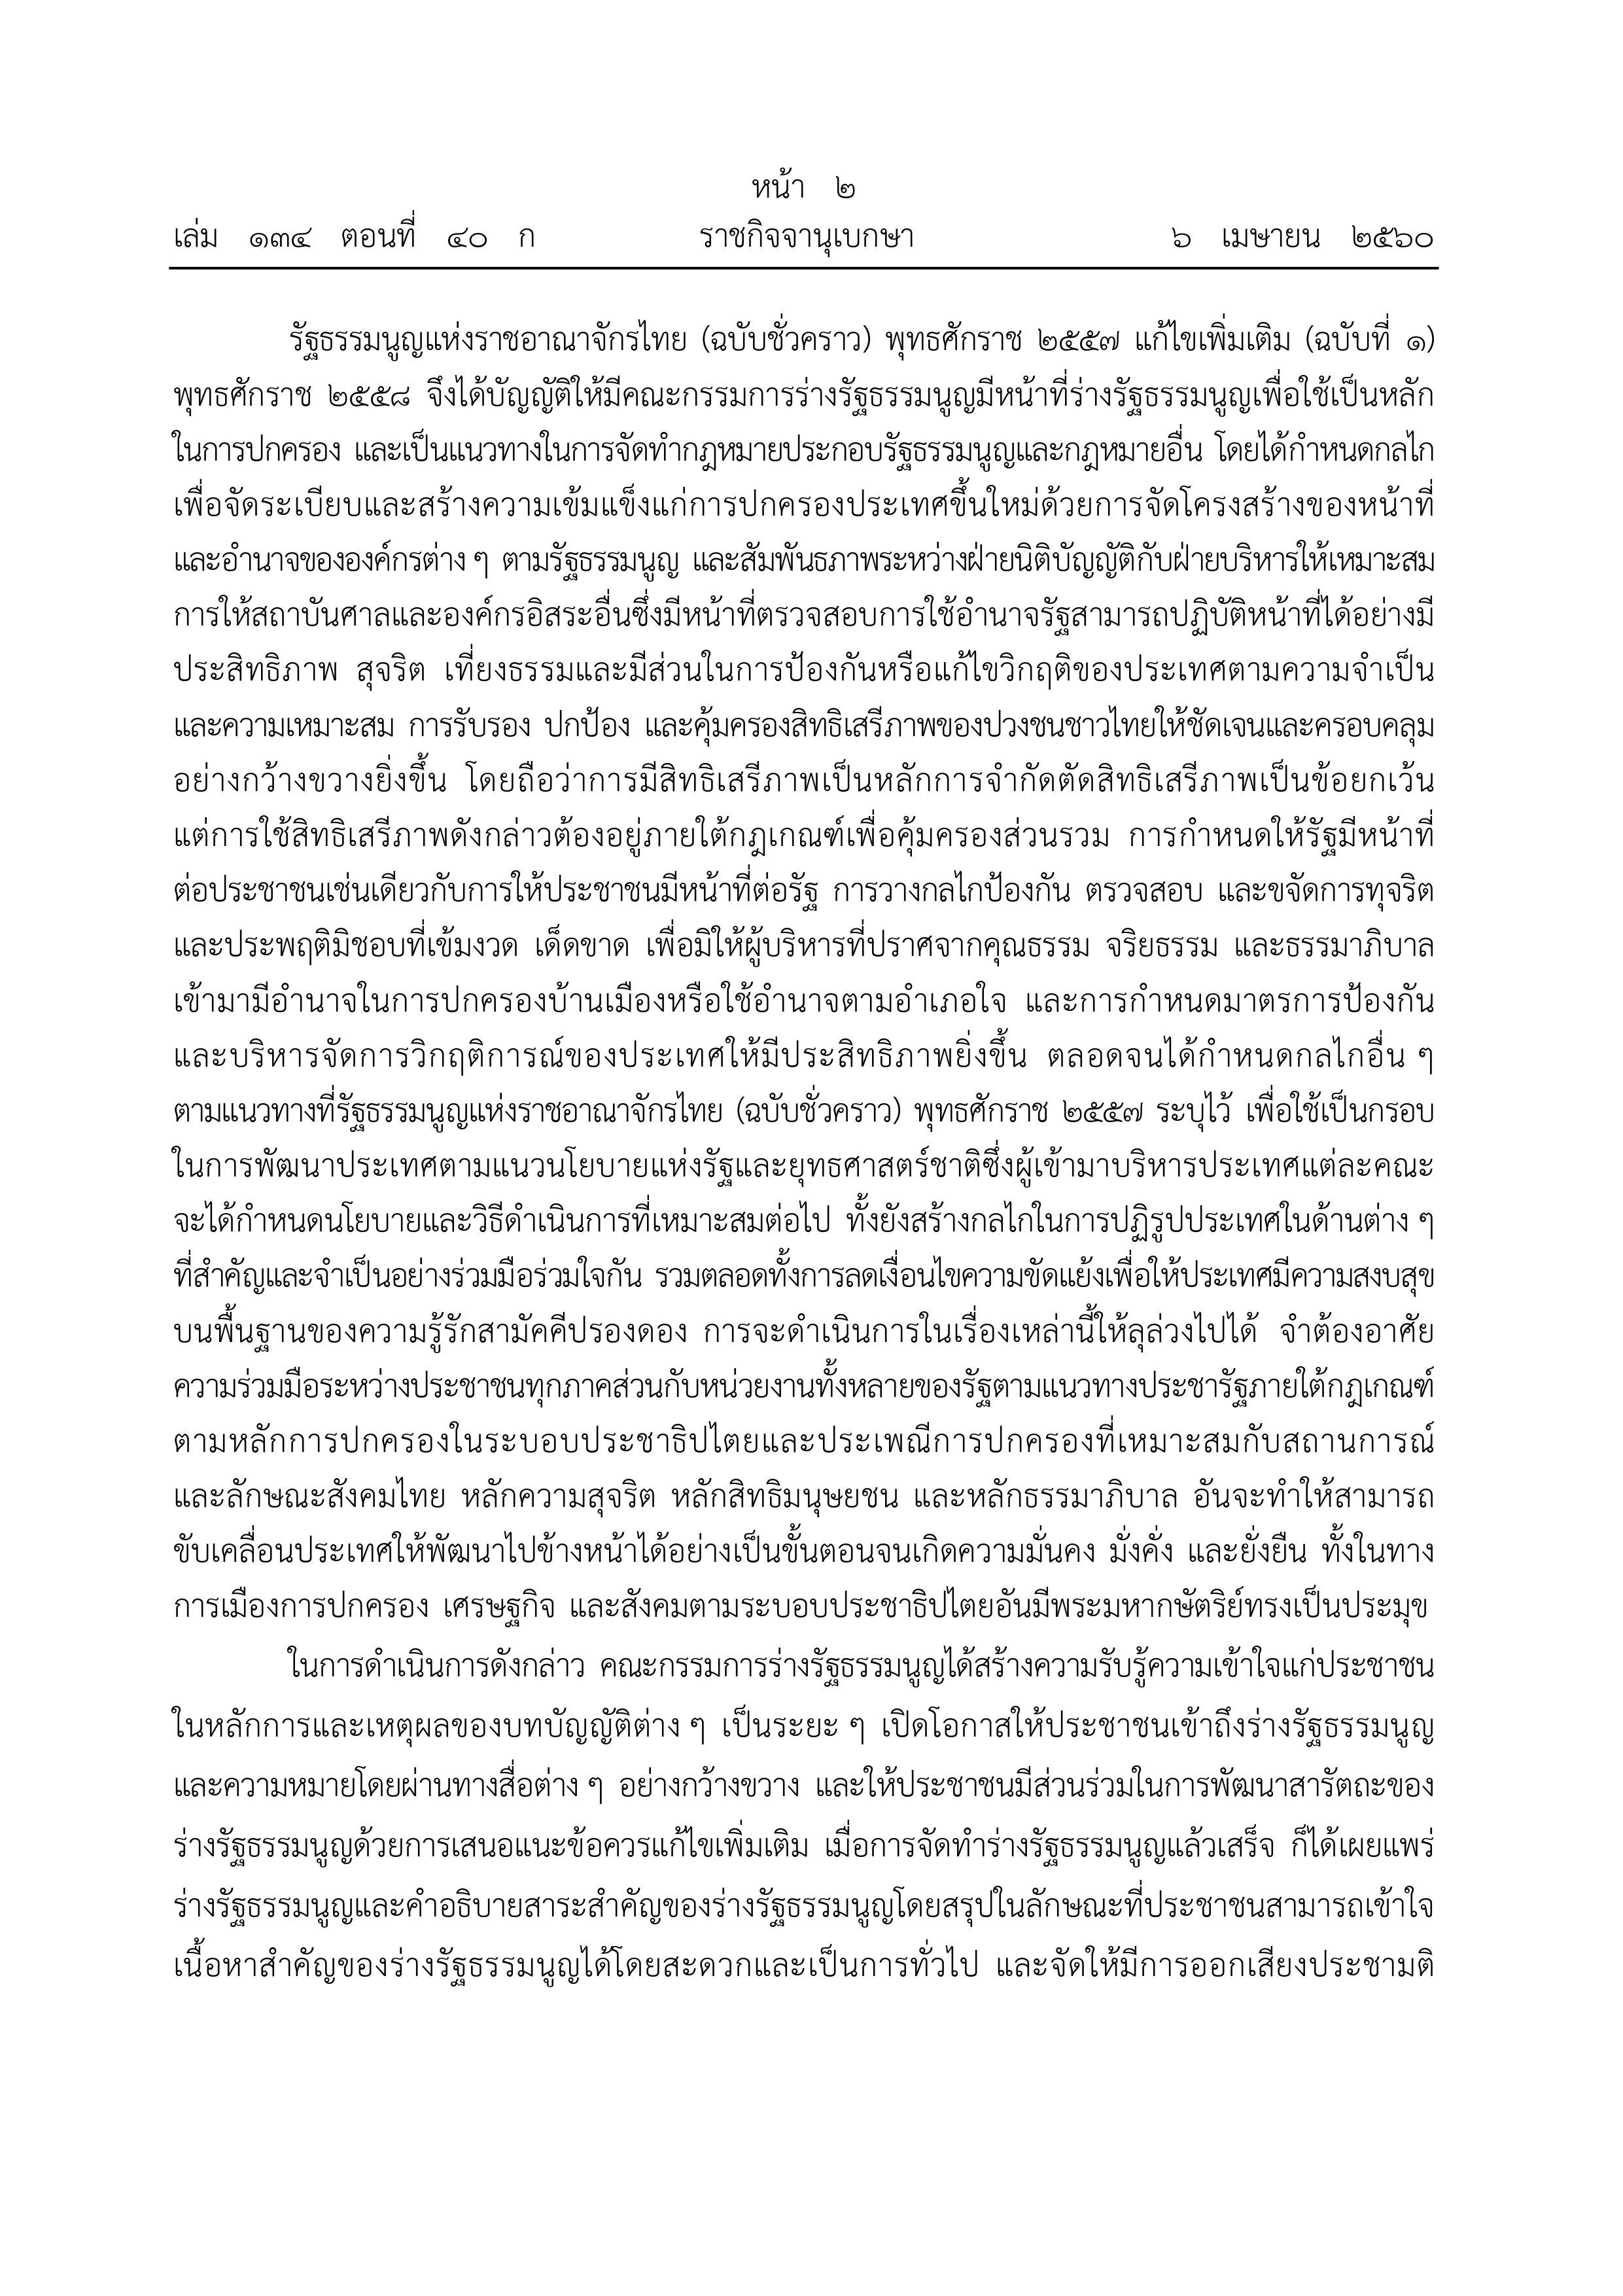 หน้า ๒
เล่ม ๑๓๔ ตอนที่ ๔๐ ก ราชกิจจานุเบกษา ๖ เมษายน ๒๕๖๐
รัฐธรรมนูญแห่งราชอาณาจักรไทย (ฉบับชั่วคราว) พุทธศักราช ๒๕๕๗ แก้ไขเพิ่มเติม (ฉบับที่ ๑)
พุทธศักราช ๒๕๕๘ จึงได้บัญญัติให้มีคณะกรรมการร่างรัฐธรรมนูญมีหน้าที่ร่างรัฐธรรมนูญเพื่อใช้เป็นหลัก
ในการปกครอง และเป็นแนวทางในการจัดทำกฎหมายประกอบรัฐธรรมนูญและกฎหมายอื่น โดยได้กำหนดกลไก
เพื่อจัดระเบียบและสร้างความเข้มแข็งแก่การปกครองประเทศขึ้นใหม่ด้วยการจัดโครงสร้างของหน้าที่
และอำนาจขององค์กรต่าง ๆ ตามรัฐธรรมนูญ และสัมพันธภาพระหว่างฝ่ายนิติบัญญัติกับฝ่ายบริหารให้เหมาะสม
การให้สถาบันศาลและองค์กรอิสระอื่นซึ่งมีหน้าที่ตรวจสอบการใช้อำนาจรัฐสามารถปฏิบัติหน้าที่ได้อย่างมี
ประสิทธิภาพ สุจริต เที่ยงธรรมและมีส่วนในการป้องกันหรือแก้ไขวิกฤติของประเทศตามความจำเป็น
และความเหมาะสม การรับรอง ปกป้อง และคุ้มครองสิทธิเสรีภาพของปวงชนชาวไทยให้ชัดเจนและครอบคลุม
อย่างกว้างขวางยิ่งขึ้น โดยถือว่าการมีสิทธิเสรีภาพเป็นหลักการจำกัดตัดสิทธิเสรีภาพเป็นข้อยกเว้น
แต่การใช้สิทธิเสรีภาพดังกล่าวต้องอยู่ภายใต้กฎเกณฑ์เพื่อคุ้มครองส่วนรวม การกำหนดให้รัฐมีหน้าที่
ต่อประชาชนเช่นเดียวกับการให้ประชาชนมีหน้าที่ต่อรัฐ การวางกลไกป้องกัน ตรวจสอบ และขจัดการทุจริต
และประพฤติมิชอบที่เข้มงวด เด็ดขาด เพื่อมิให้ผู้บริหารที่ปราศจากคุณธรรม จริยธรรม และธรรมาภิบาล
เข้ามามีอำนาจในการปกครองบ้านเมืองหรือใช้อำนาจตามอำเภอใจ และการกำหนดมาตรการป้องกัน
และบริหารจัดการวิกฤติการณ์ของประเทศให้มีประสิทธิภาพยิ่งขึ้น ตลอดจนได้กำหนดกลไกอื่น ๆ
ตามแนวทางที่รัฐธรรมนูญแห่งราชอาณาจักรไทย (ฉบับชั่วคราว) พุทธศักราช ๒๕๕๗ ระบุไว้ เพื่อใช้เป็นกรอบ
ในการพัฒนาประเทศตามแนวนโยบายแห่งรัฐและยุทธศาสตร์ชาติซึ่งผู้เข้ามาบริหารประเทศแต่ละคณะ
จะได้กำหนดนโยบายและวิธีดำเนินการที่เหมาะสมต่อไป ทั้งยังสร้างกลไกในการปฏิรูปประเทศในด้านต่าง ๆ
ที่สำคัญและจำเป็นอย่างร่วมมือร่วมใจกัน รวมตลอดทั้งการลดเงื่อนไขความขัดแย้งเพื่อให้ประเทศมีความสงบสุข
บนพื้นฐานของความรู้รักสามัคคีปรองดอง การจะดำเนินการในเรื่องเหล่านี้ให้ลุล่วงไปได้ จำต้องอาศัย
ความร่วมมือระหว่างประชาชนทุกภาคส่วนกับหน่วยงานทั้งหลายของรัฐตามแนวทางประชารัฐภายใต้กฎเกณฑ์
ตามหลักการปกครองในระบอบประชาธิปไตยและประเพณีการปกครองที่เหมาะสมกับสถานการณ์
และลักษณะสังคมไทย หลักความสุจริต หลักสิทธิมนุษยชน และหลักธรรมาภิบาล อันจะทำให้สามารถ
ขับเคลื่อนประเทศให้พัฒนาไปข้างหน้าได้อย่างเป็นขั้นตอนจนเกิดความมั่นคง มั่งคั่ง และยั่งยืน ทั้งในทาง
การเมืองการปกครอง เศรษฐกิจ และสังคมตามระบอบประชาธิปไตยอันมีพระมหากษัตริย์ทรงเป็นประมุข
ในการดำเนินการดังกล่าว คณะกรรมการร่างรัฐธรรมนูญได้สร้างความรับรู้ความเข้าใจแก่ประชาชน
ในหลักการและเหตุผลของบทบัญญัติต่าง ๆ เป็นระยะ ๆ เปิดโอกาสให้ประชาชนเข้าถึงร่างรัฐธรรมนูญ
และความหมายโดยผ่านทางสื่อต่าง ๆ อย่างกว้างขวาง และให้ประชาชนมีส่วนร่วมในการพัฒนาสารัตถะของ
ร่างรัฐธรรมนูญด้วยการเสนอแนะข้อควรแก้ไขเพิ่มเติม เมื่อการจัดทำร่างรัฐธรรมนูญแล้วเสร็จ ก็ได้เผยแพร่
ร่างรัฐธรรมนูญและคำอธิบายสาระสำคัญของร่างรัฐธรรมนูญโดยสรุปในลักษณะที่ประชาชนสามารถเข้าใจ
เนื้อหาสำคัญของร่างรัฐธรรมนูญได้โดยสะดวกและเป็นการทั่วไป และจัดให้มีการออกเสียงประชามติ